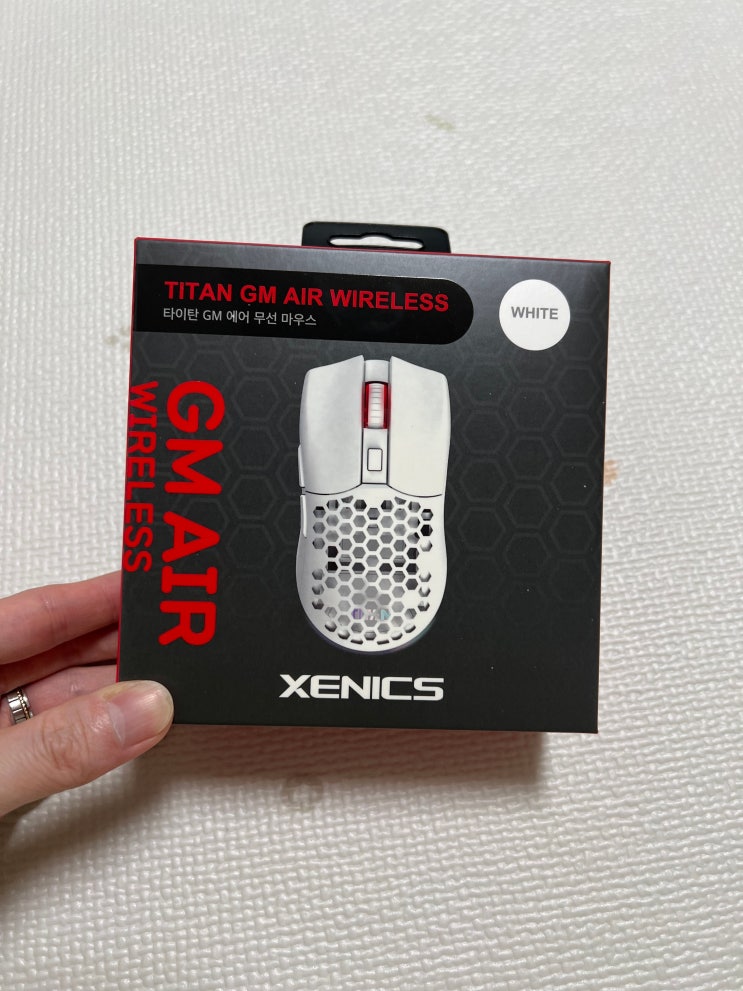 TITAN GM AIR WIRELESS
타이탄 GM 에어 무선 마우스
WHITE
GM AIR
WIRELESS
XENICS